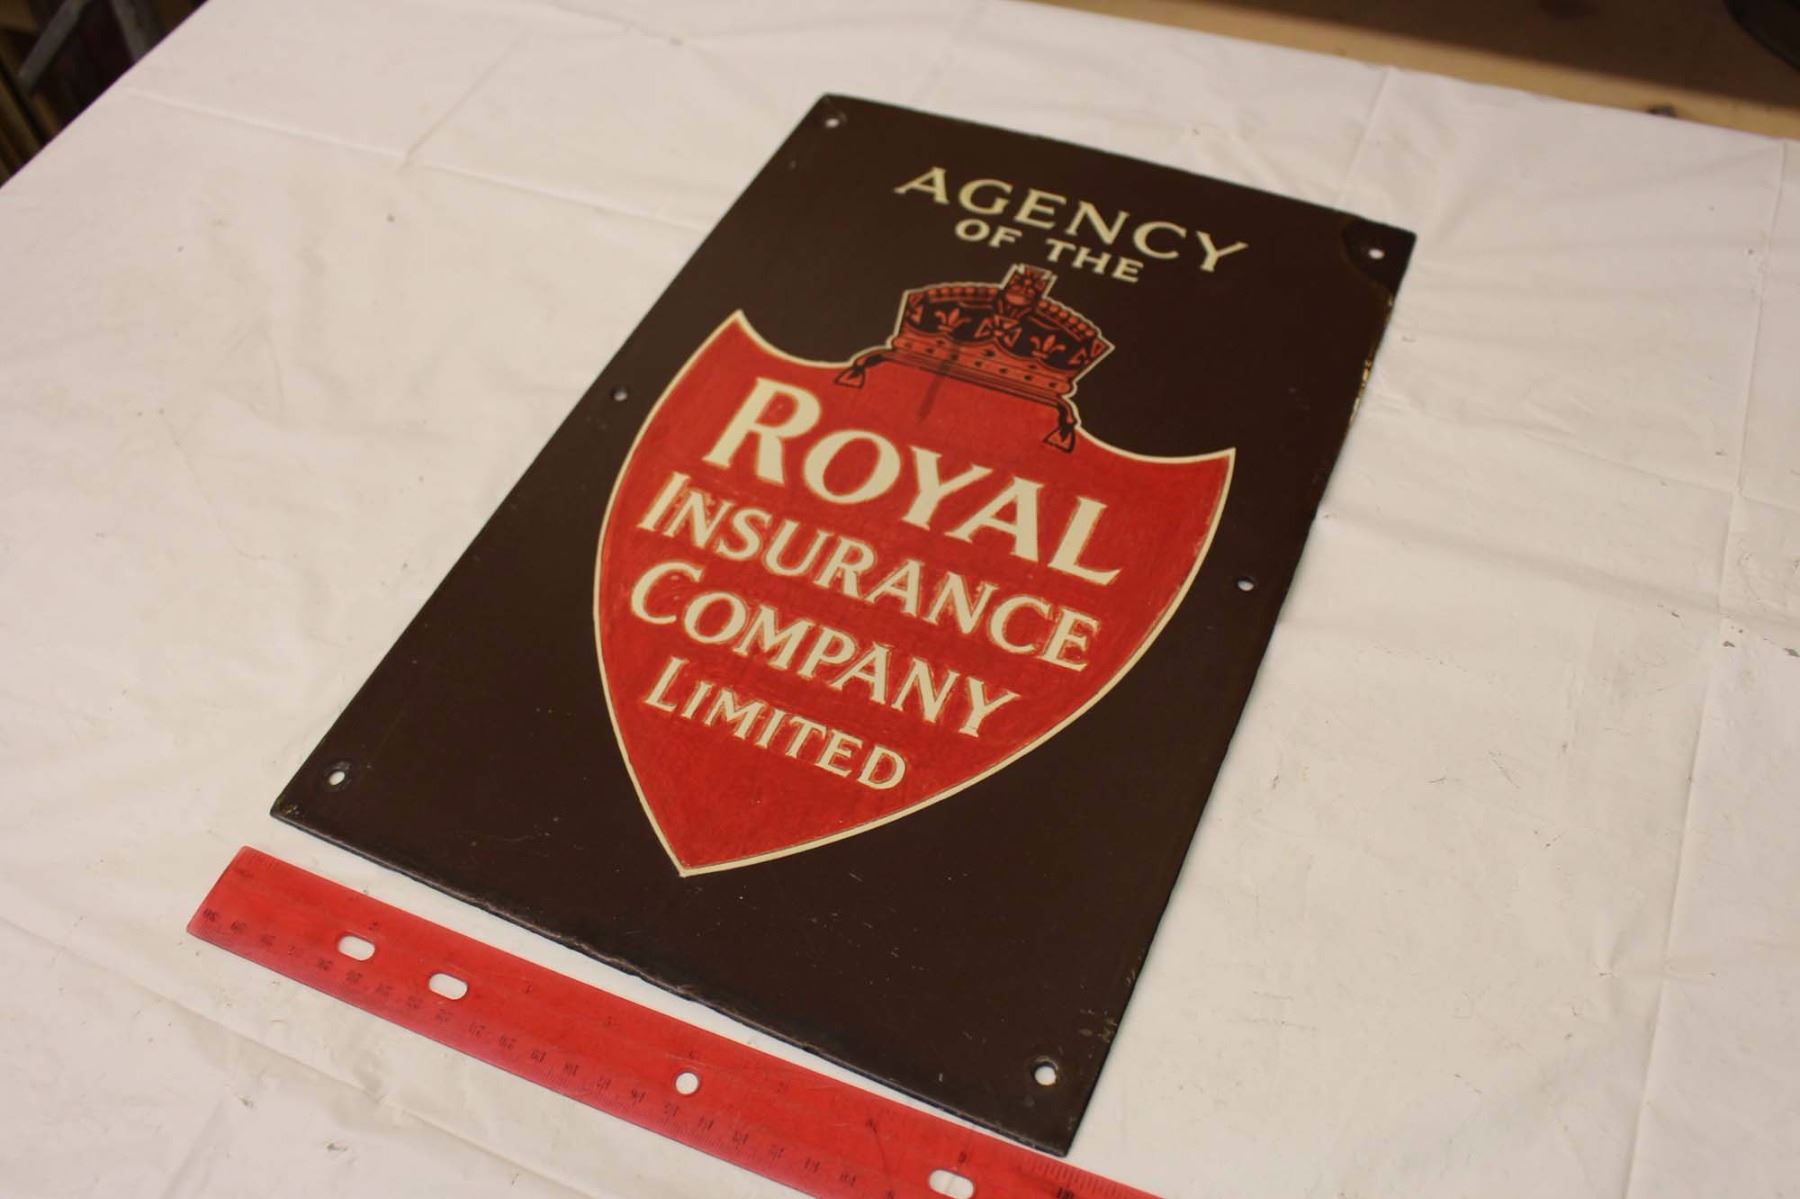 AGENCY
OF THE
ROYAL
INSURANCE
COMPANY
LIMITED